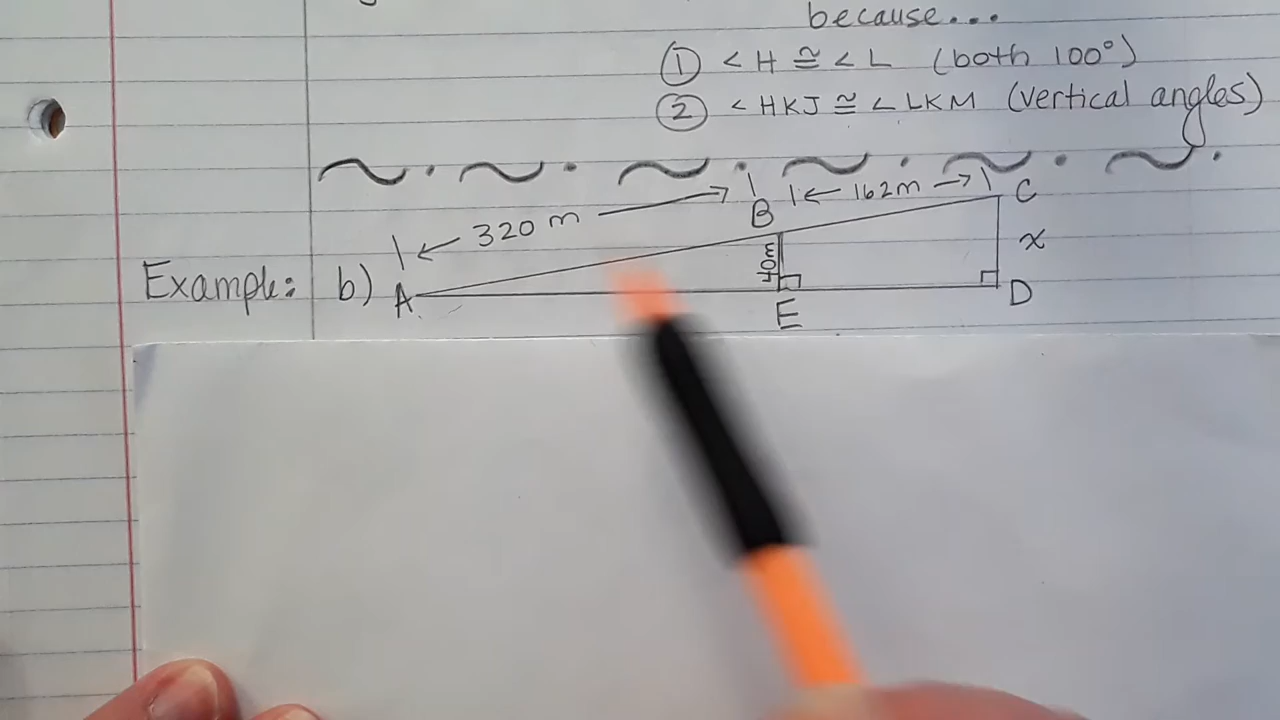 because...
① < H ≅ < L (both 100°)
② < HKJ ≅ < LKM (vertical angles)
320 m
162m
B
C
x
40m
Example: b) A
E
D